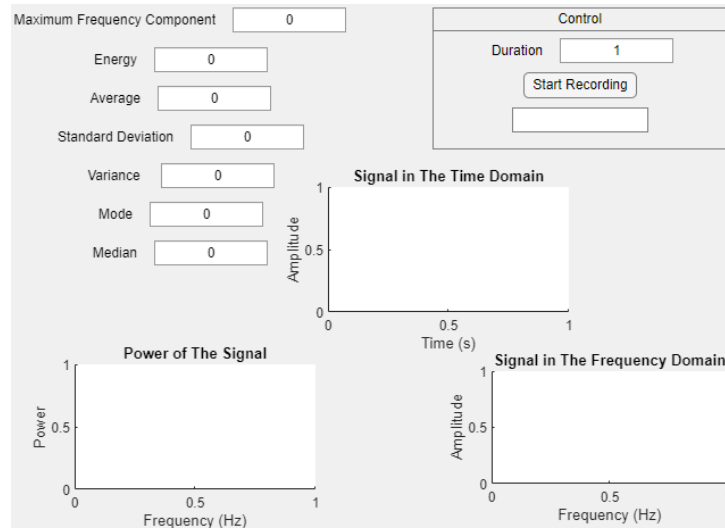 Maximum Frequency Component 0
Energy 0
Average 0
Standard Deviation 0
Variance 0
Mode 0
Median 0
Control
Duration 1
Start Recording
Signal in The Time Domain
1
0.5
0
Amplitude
0 0.5 1
Time (s)
Power of The Signal
1
0.5
0
Power
0 0.5 1
Frequency (Hz)
Signal in The Frequency Domain
1
0.5
0
Amplitude
0 0.5
Frequency (Hz)